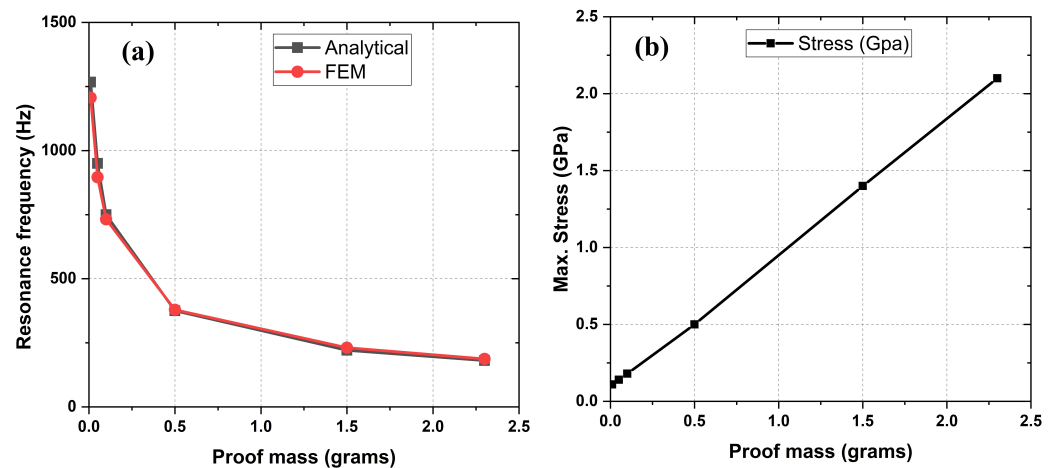 (a)
Analytical
FEM
1500
1000
500
0
Resonance frequency (Hz)
0.0 0.5 1.0 1.5 2.0 2.5
Proof mass (grams)
(b)
Stress (Gpa)
2.5
2.0
1.5
1.0
0.5
0.0
Max. Stress (GPa)
0.0 0.5 1.0 1.5 2.0 2.5
Proof mass (grams)